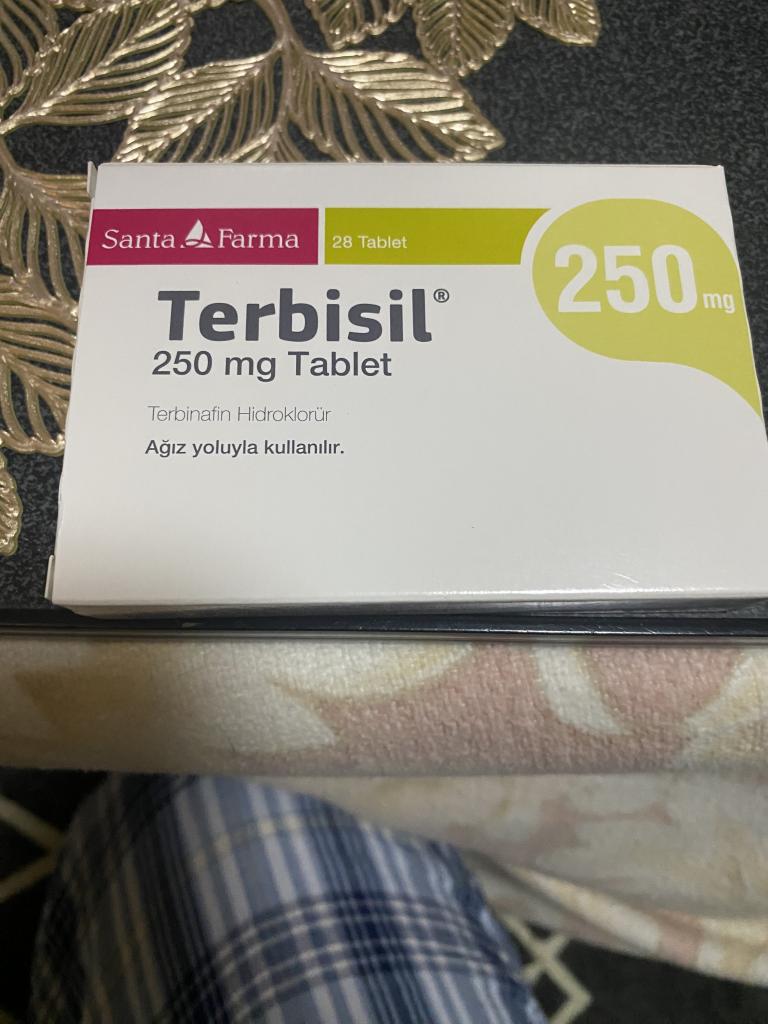 Santa Farma
28 Tablet
250 mg
Terbisil®
250 mg Tablet
Terbinafin Hidroklorür
Ağız yoluyla kullanılır.